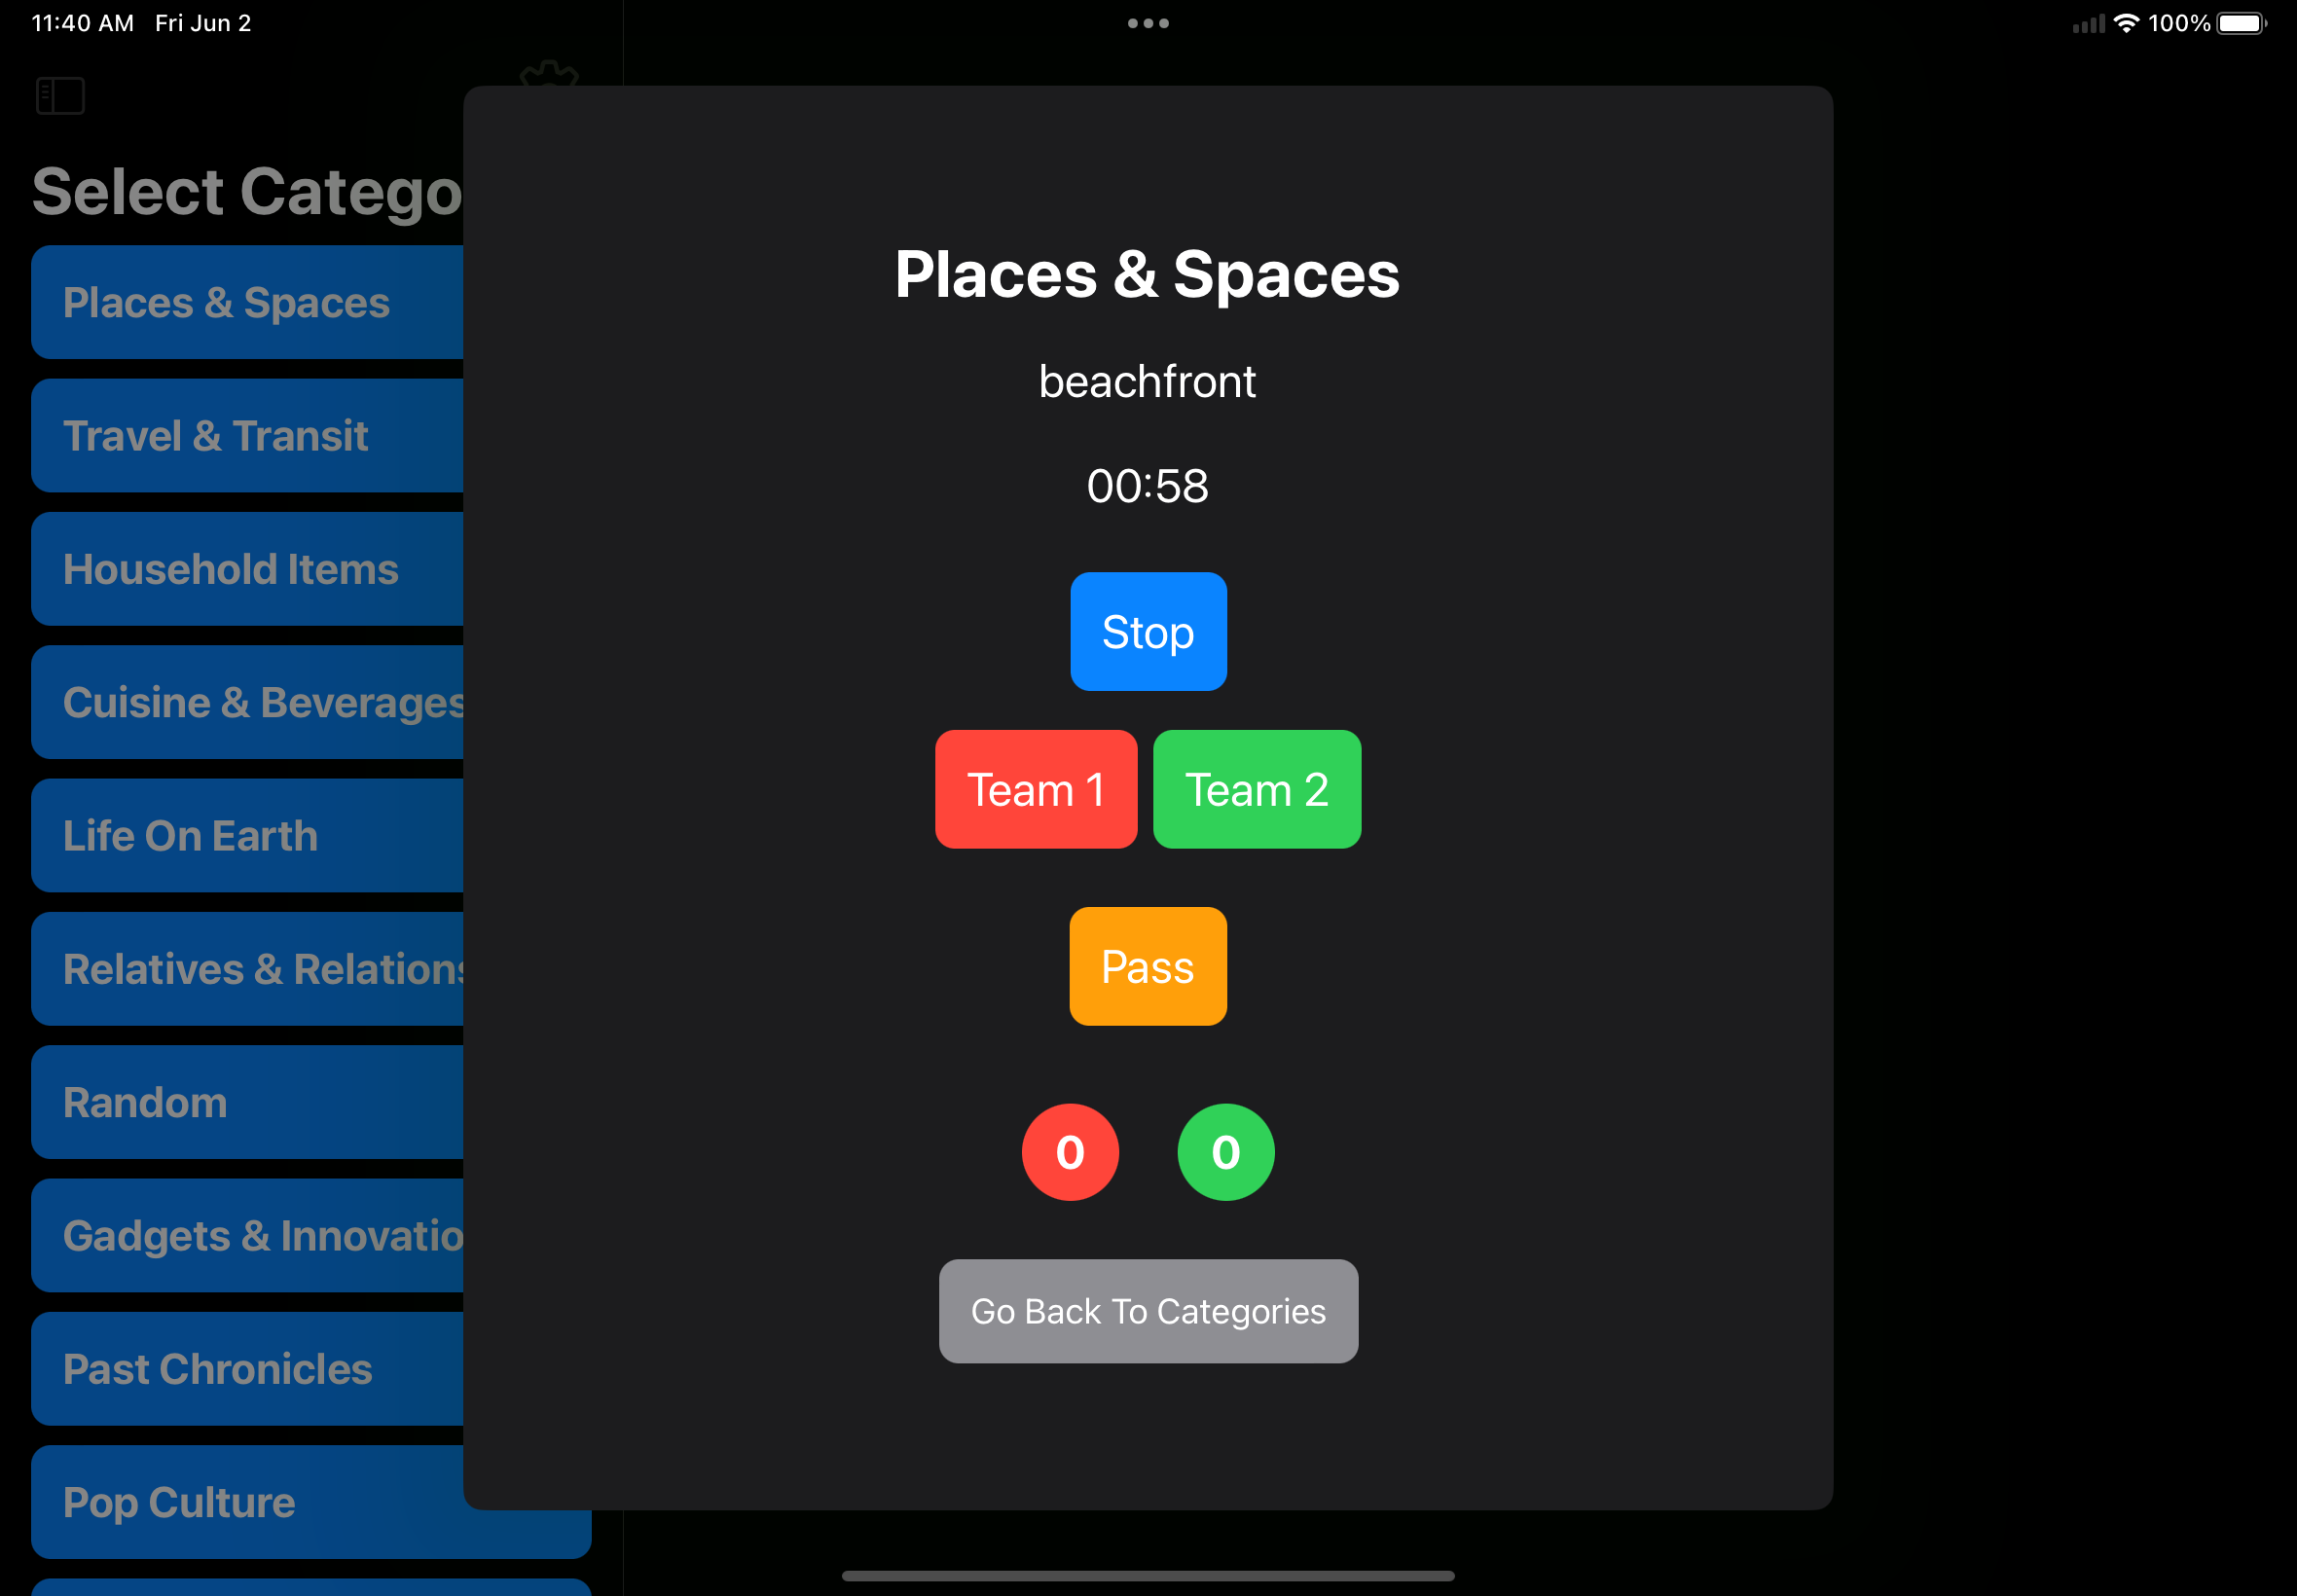 11:40 AM Fri Jun 2
100%
Select Catego
Places & Spaces
Travel & Transit
Household Items
Cuisine & Beverages
Life On Earth
Relatives & Relations
Random
Gadgets & Innovatio
Past Chronicles
Pop Culture
Places & Spaces
beachfront
00:58
Stop
Team 1 Team 2
Pass
0 0
Go Back To Categories